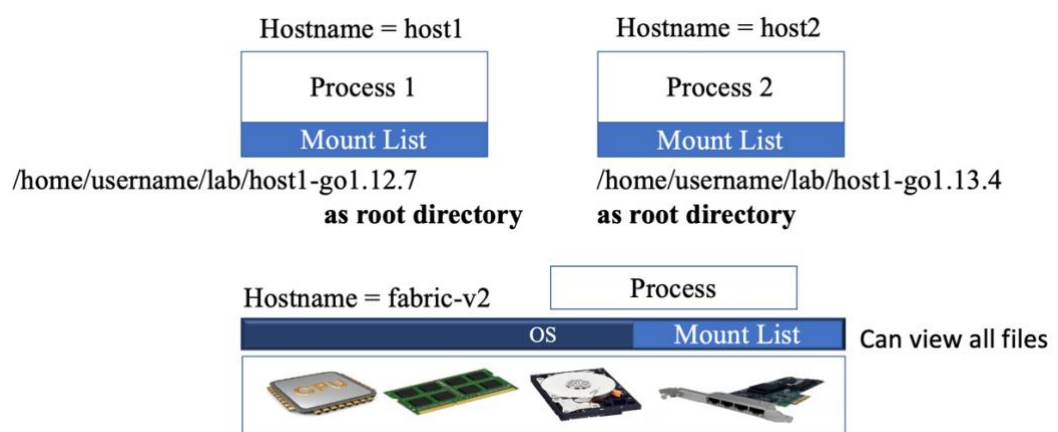 Hostname = host1
Hostname = host2
Process 1
Process 2
Mount List
Mount List
/home/username/lab/host1-go1.12.7
/home/username/lab/host1-go1.13.4
as root directory
as root directory
Process
Hostname = fabric-v2
OS
Mount List
Can view all files
CPU